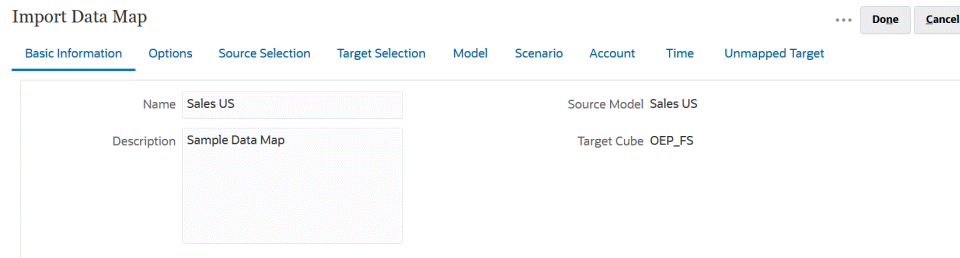 Import Data Map
... Done Cancel
Basic Information Options Source Selection Target Selection Model Scenario Account Time Unmapped Target
Name Sales US Source Model Sales US
Description Sample Data Map Target Cube OEP_FS